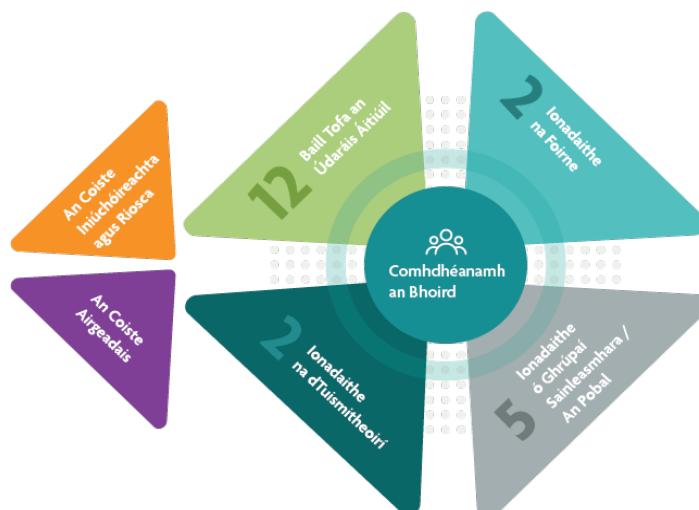 An Coiste
Iniúchóireachta
agus Riosca
An Coiste
Airgeadais
12
Baill Tofa an
Údaráis Áitiúil
2
Ionadaithe
na Foirne
Comhdhéanamh
an Bhoird
2
Ionadaithe
na dTuismitheoirí
5
Ionadaithe
ó Ghrúpaí
Sainleasmhara /
An Pobal